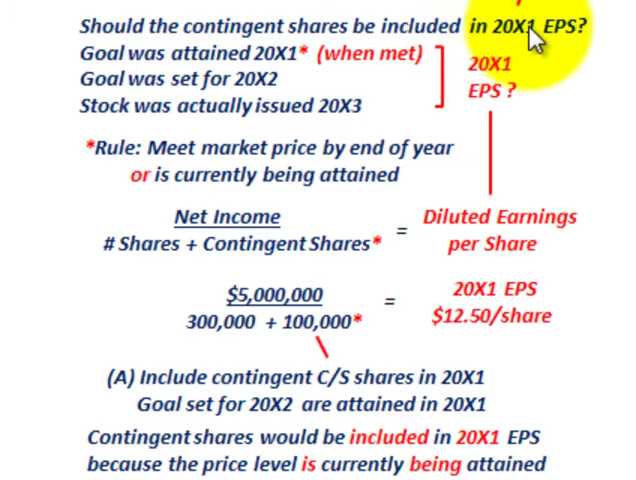 Should the contingent shares be included in 20X1 EPS?
Goal was attained 20X1* (when met)
Goal was set for 20X2
Stock was actually issued 20X3
20X1
EPS ?
*Rule: Meet market price by end of year
or is currently being attained
Net Income
# Shares + Contingent Shares*
=
Diluted Earnings
per Share
$5,000,000
300,000 + 100,000*
=
20X1 EPS
$12.50/share
(A) Include contingent C/S shares in 20X1
Goal set for 20X2 are attained in 20X1
Contingent shares would be included in 20X1 EPS
because the price level is currently being attained